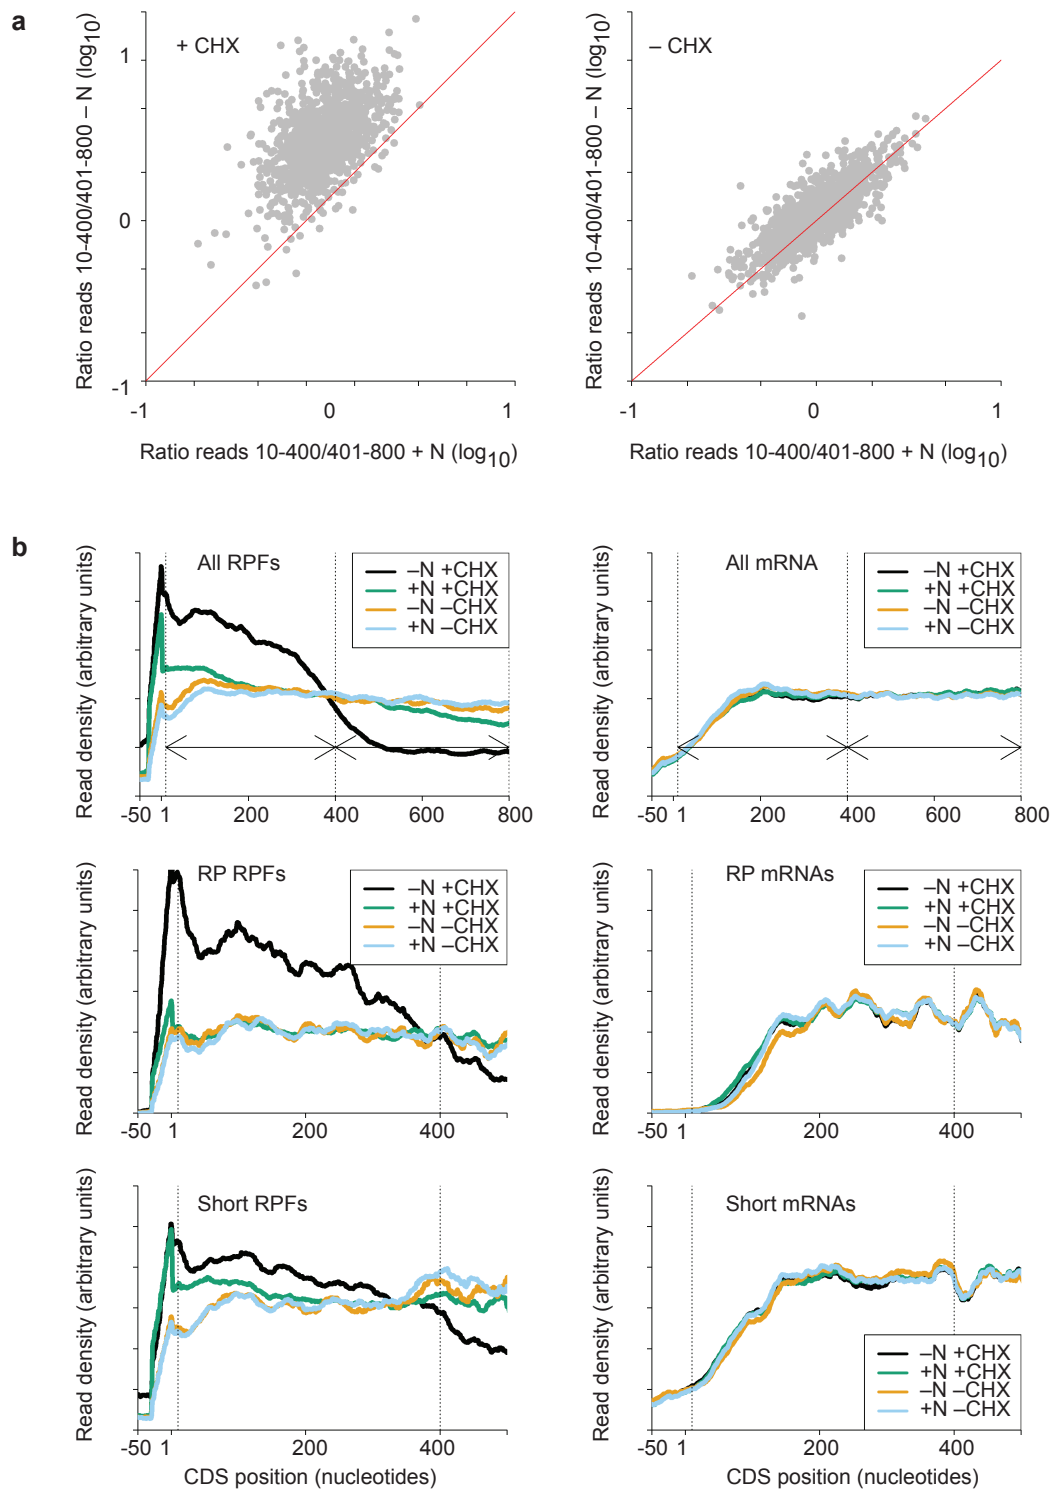 a
+ CHX
– CHX
Ratio reads 10-400/401-800 – N (log10)
1
0
-1
-1 0 1
Ratio reads 10-400/401-800 + N (log10)
Ratio reads 10-400/401-800 – N (log10)
-1 0 1
Ratio reads 10-400/401-800 + N (log10)
b
All RPFs
–N +CHX
+N +CHX
–N –CHX
+N –CHX
Read density (arbitrary units)
-50 1 200 400 600 800
All mRNA
–N +CHX
+N +CHX
–N –CHX
+N –CHX
Read density (arbitrary units)
-50 1 200 400 600 800
RP RPFs
–N +CHX
+N +CHX
–N –CHX
+N –CHX
Read density (arbitrary units)
-50 1 200 400
RP mRNAs
–N +CHX
+N +CHX
–N –CHX
+N –CHX
Read density (arbitrary units)
-50 1 200 400
Short RPFs
Read density (arbitrary units)
-50 1 200 400
CDS position (nucleotides)
Short mRNAs
–N +CHX
+N +CHX
–N –CHX
+N –CHX
Read density (arbitrary units)
-50 1 200 400
CDS position (nucleotides)